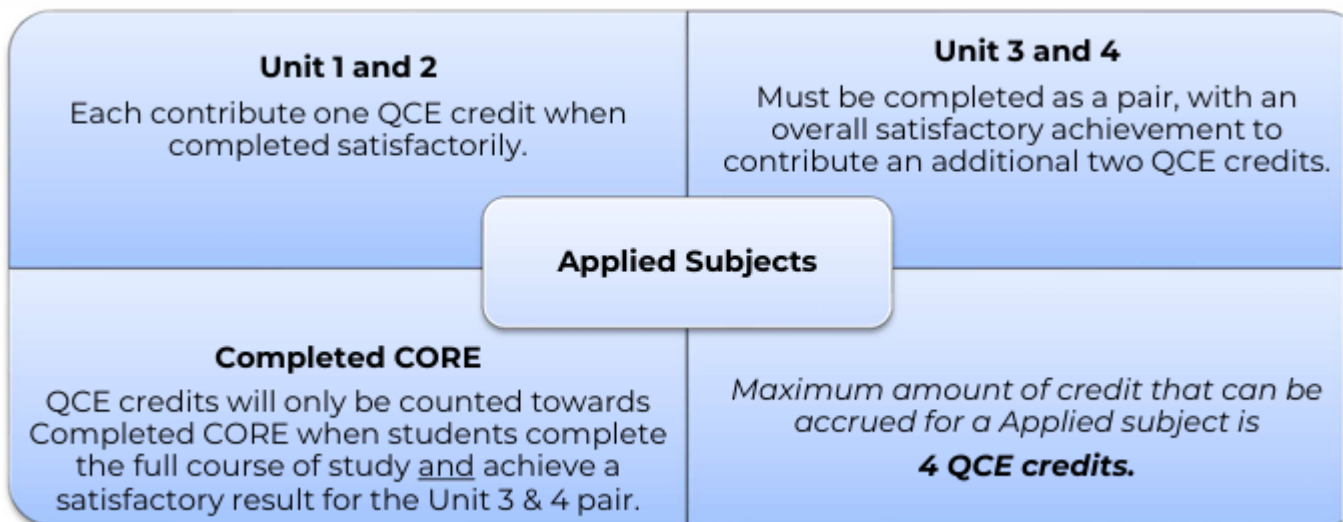 Unit 1 and 2
Each contribute one QCE credit when
completed satisfactorily.
Unit 3 and 4
Must be completed as a pair, with an
overall satisfactory achievement to
contribute an additional two QCE credits.
Applied Subjects
Completed CORE
QCE credits will only be counted towards
Completed CORE when students complete
the full course of study and achieve a
satisfactory result for the Unit 3 & 4 pair.
Maximum amount of credit that can be
accrued for a Applied subject is
4 QCE credits.